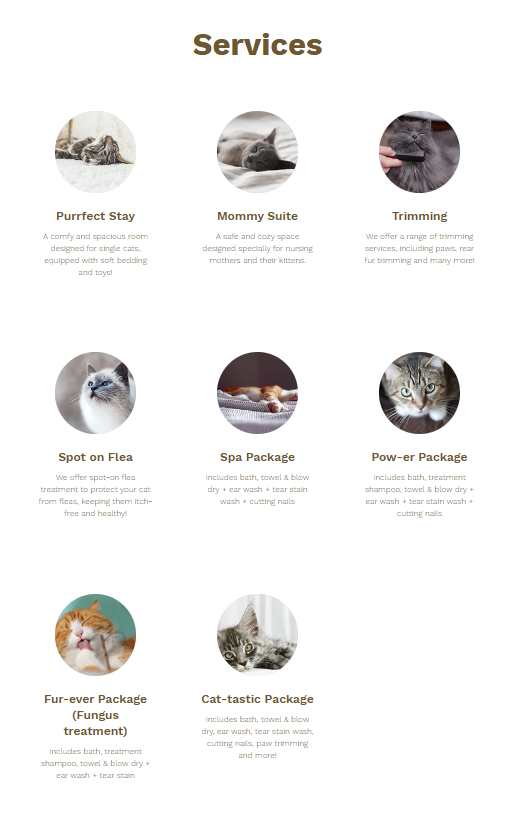 Services
Purrfect Stay
A comfy and spacious room
designed for single cats,
equipped with soft bedding
and toys!
Mommy Suite
A safe and cozy space
designed specially for nursing
mothers and their kittens.
Trimming
We offer a range of trimming
services, including paws, rear
fur trimming and many more!
Spot on Flea
We offer spot-on flea
treatment to protect your cat
from fleas, keeping them itch-
free and healthy!
Spa Package
Includes bath, towel & blow
dry + ear wash + tear stain
wash + cutting nails
Pow-er Package
Includes bath, treatment
shampoo, towel & blow dry +
ear wash + tear stain wash +
cutting nails
Fur-ever Package
(Fungus
treatment)
Includes bath, treatment
shampoo, towel & blow dry +
ear wash + tear stain
Cat-tastic Package
Includes bath, towel & blow
dry, ear wash, tear stain wash,
cutting nails, paw trimming
and more!